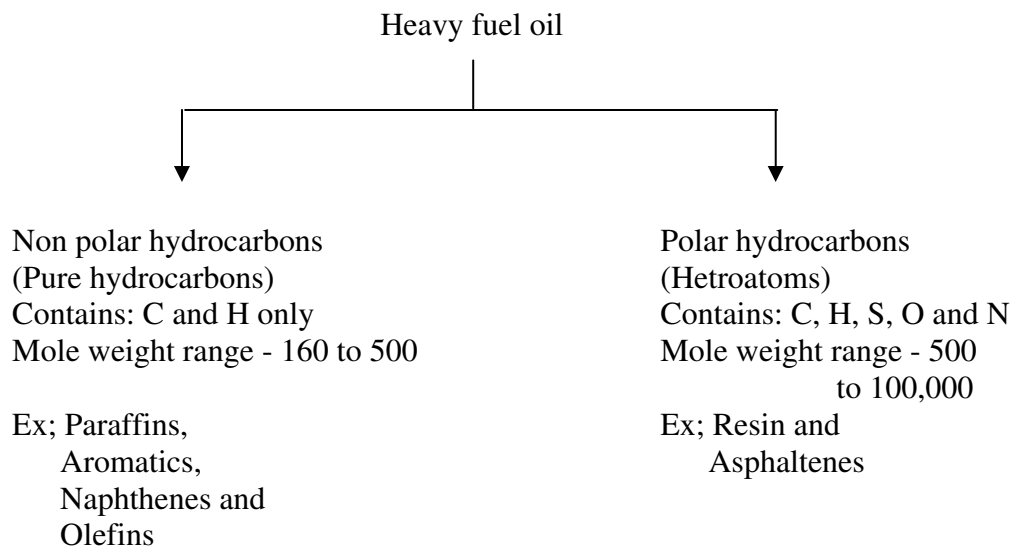 Heavy fuel oil
Non polar hydrocarbons
(Pure hydrocarbons)
Contains: C and H only
Mole weight range - 160 to 500
Ex; Paraffins,
Aromatics,
Naphthenes and
Olefins
Polar hydrocarbons
(Hetroatoms)
Contains: C, H, S, O and N
Mole weight range - 500
to 100,000
Ex; Resin and
Asphaltenes